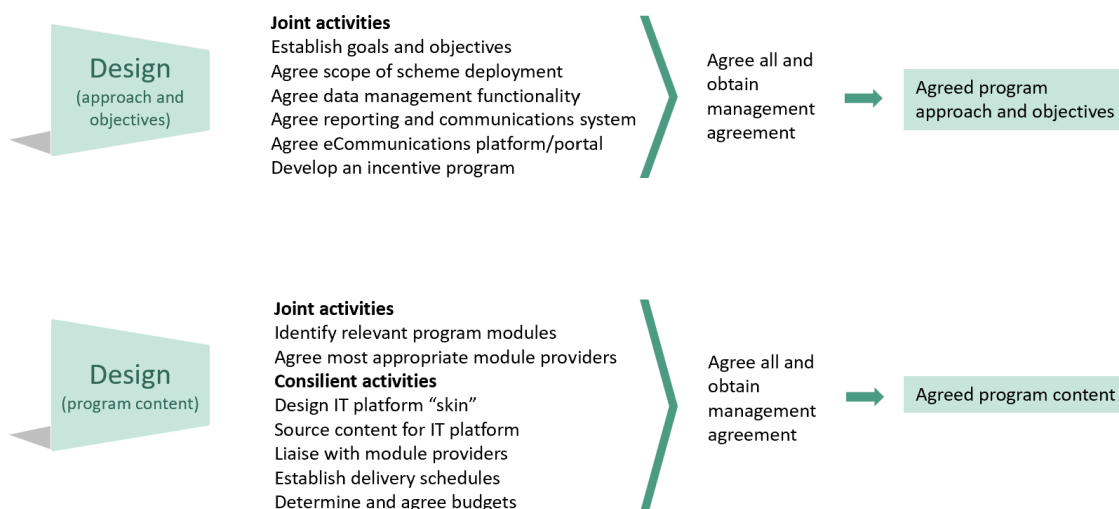 Design
(approach and
objectives)
Joint activities
Establish goals and objectives
Agree scope of scheme deployment
Agree data management functionality
Agree reporting and communications system
Agree eCommunications platform/portal
Develop an incentive program
Agree all and
obtain
management
agreement
Agreed program
approach and objectives
Design
(program content)
Joint activities
Identify relevant program modules
Agree most appropriate module providers
Consilient activities
Design IT platform “skin”
Source content for IT platform
Liaise with module providers
Establish delivery schedules
Determine and agree budgets
Agree all and
obtain
management
agreement
Agreed program content